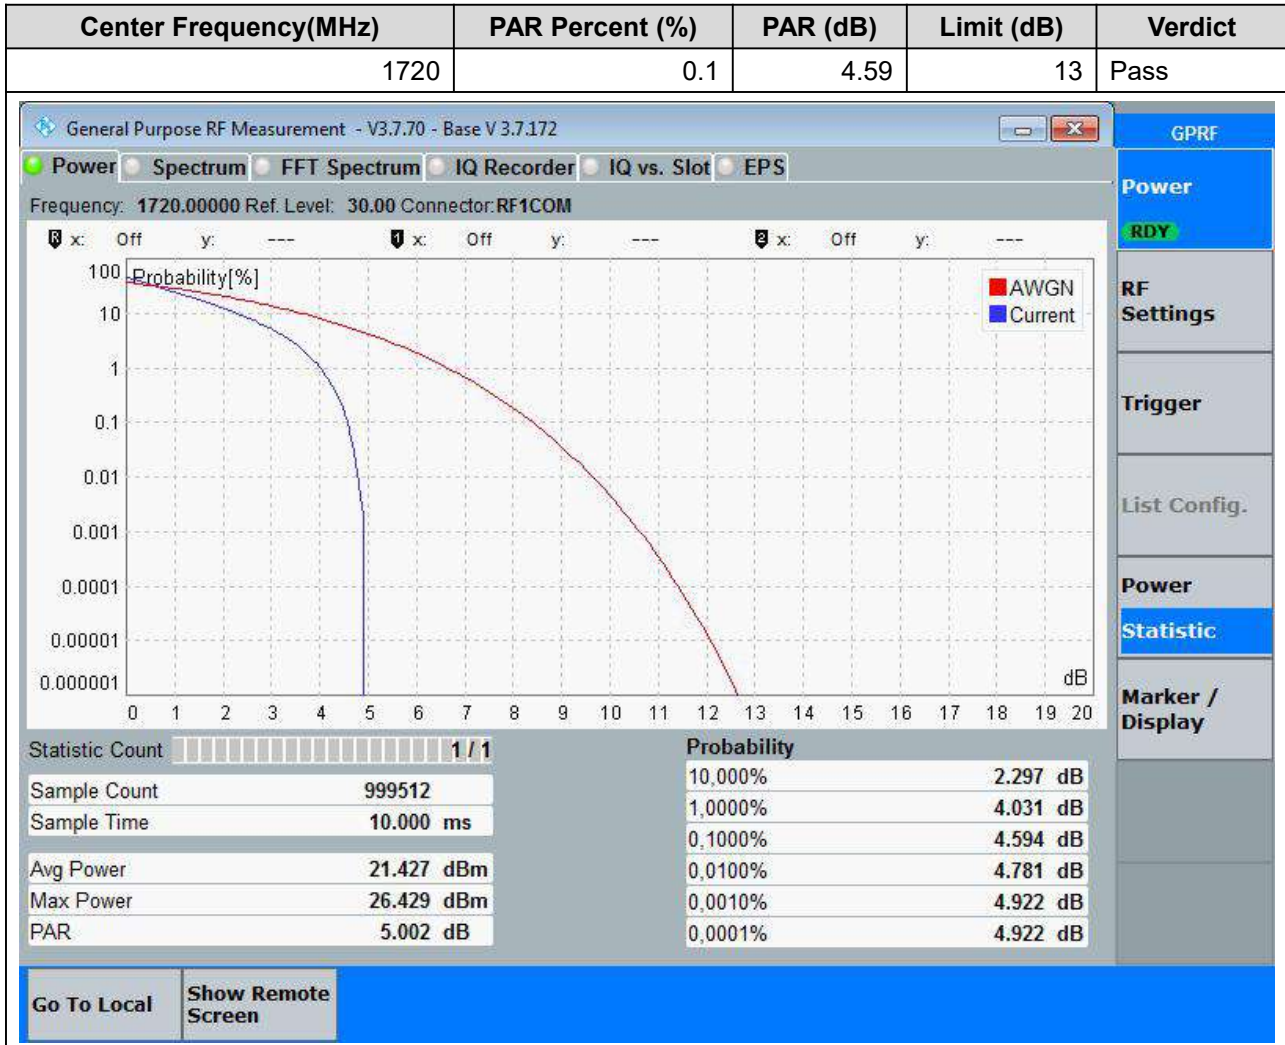 Center Frequency(MHz) PAR Percent (%) PAR (dB) Limit (dB) Verdict
1720 0.1 4.59 13 Pass
General Purpose RF Measurement - V3.7.70 - Base V 3.7.172
GPRF
Power Spectrum FFT Spectrum IQ Recorder IQ vs. Slot EPS
Frequency: 1720.00000 Ref. Level: 30.00 Connector:RF1COM
R x: Off y: --- 1 x: Off y: --- 2 x: Off y: ---
Probability[%]
100
10
1
0.1
0.01
0.001
0.0001
0.00001
0.000001
AWGN
Current
dB
0 1 2 3 4 5 6 7 8 9 10 11 12 13 14 15 16 17 18 19 20
Statistic Count 1 / 1
Sample Count 999512
Sample Time 10.000 ms
Avg Power 21.427 dBm
Max Power 26.429 dBm
PAR 5.002 dB
Probability
10,000% 2.297 dB
1,0000% 4.031 dB
0,1000% 4.594 dB
0,0100% 4.781 dB
0,0010% 4.922 dB
0,0001% 4.922 dB
Power
RDY
RF
Settings
Trigger
List Config.
Power
Statistic
Marker /
Display
Go To Local
Show Remote
Screen